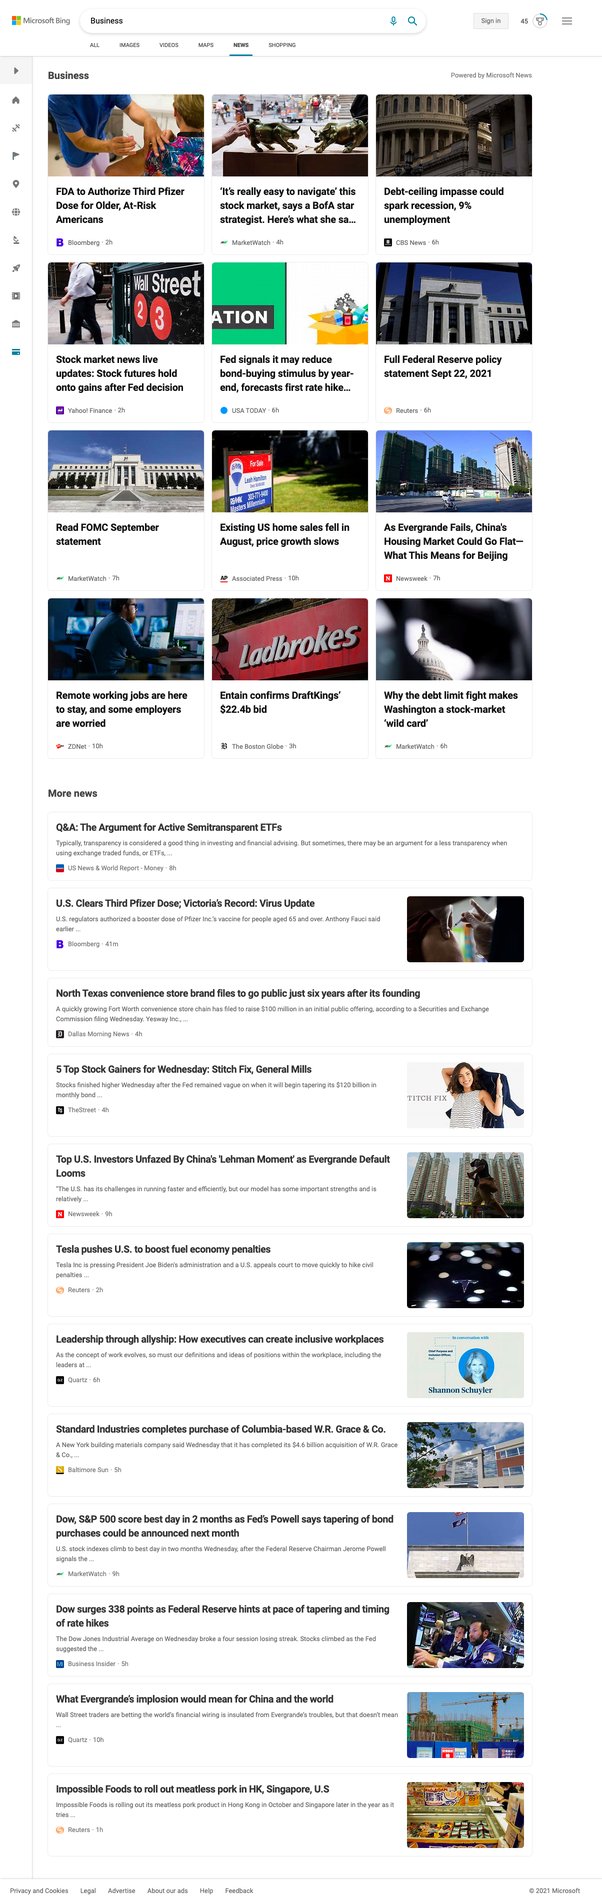 Microsoft Bing
Business
Sign in
45
ALL IMAGES VIDEOS MAPS NEWS SHOPPING
Business
Powered by Microsoft News
FDA to Authorize Third Pfizer
Dose for Older, At-Risk
Americans
Bloomberg · 2h
‘It’s really easy to navigate’ this
stock market, says a BofA star
strategist. Here’s what she sa...
MarketWatch · 4h
Debt-ceiling impasse could
spark recession, 9%
unemployment
CBS News · 6h
Wall Street
2 3
Stock market news live
updates: Stock futures hold
onto gains after Fed decision
Yahoo! Finance · 2h
ATION
Fed signals it may reduce
bond-buying stimulus by year-
end, forecasts first rate hike...
USA TODAY · 6h
Full Federal Reserve policy
statement Sept 22, 2021
Reuters · 6h
Read FOMC September
statement
MarketWatch · 7h
For Sale
RE/MAX
Existing US home sales fell in
August, price growth slows
AP Associated Press · 10h
As Evergrande Fails, China's
Housing Market Could Go Flat—
What This Means for Beijing
N Newsweek · 7h
Remote working jobs are here
to stay, and some employers
are worried
ZDNet · 10h
Ladbrokes
Entain confirms DraftKings’
$22.4b bid
The Boston Globe · 3h
Why the debt limit fight makes
Washington a stock-market
‘wild card’
MarketWatch · 6h
More news
Q&A: The Argument for Active Semitransparent ETFs
Typically, transparency is considered a good thing in investing and financial advising. But sometimes, there may be an argument for a less transparency when
using exchange traded funds, or ETFs, ...
US News & World Report - Money · 8h
U.S. Clears Third Pfizer Dose; Victoria’s Record: Virus Update
U.S. regulators authorized a booster dose of Pfizer Inc.’s vaccine for people aged 65 and over. Anthony Fauci said
earlier ...
Bloomberg · 41m
North Texas convenience store brand files to go public just six years after its founding
A quickly growing Fort Worth convenience store chain has filed to raise $100 million in an initial public offering, according to a Securities and Exchange
Commission filing Wednesday. Yesway Inc., ...
Dallas Morning News · 4h
5 Top Stock Gainers for Wednesday: Stitch Fix, General Mills
Stocks finished higher Wednesday after the Fed remained vague on when it will begin tapering its $120 billion in
monthly bond ...
TheStreet · 4h
TITCH FIX
Top U.S. Investors Unfazed By China's 'Lehman Moment' as Evergrande Default
Looms
"The U.S. has its challenges in running faster and efficiently, but our model has some important strengths and is
relatively ...
N Newsweek · 9h
Tesla pushes U.S. to boost fuel economy penalties
Tesla Inc is pressing President Joe Biden's administration and a U.S. appeals court to move quickly to hike civil
penalties ...
Reuters · 2h
Leadership through allyship: How executives can create inclusive workplaces
As the concept of work evolves, so must our definitions and ideas of positions within the workplace, including the
leaders at ...
Quartz · 6h
In conversation with
Shannon Schuyler
Standard Industries completes purchase of Columbia-based W.R. Grace & Co.
A New York building materials company said Wednesday that it has completed its $4.6 billion acquisition of W.R. Grace
& Co., ...
Baltimore Sun · 5h
Dow, S&P 500 score best day in 2 months as Fed’s Powell says tapering of bond
purchases could be announced next month
U.S. stock indexes climb to best day in two months Wednesday, after the Federal Reserve Chairman Jerome Powell
signals the ...
MarketWatch · 9h
Dow surges 338 points as Federal Reserve hints at pace of tapering and timing
of rate hikes
The Dow Jones Industrial Average on Wednesday broke a four session losing streak. Stocks climbed as the Fed
suggested the ...
Business Insider · 5h
What Evergrande’s implosion would mean for China and the world
Wall Street traders are betting the world's financial wiring is insulated from Evergrande's troubles, but that doesn't mean
...
Quartz · 10h
Impossible Foods to roll out meatless pork in HK, Singapore, U.S
Impossible Foods is rolling out its meatless pork product in Hong Kong in October and Singapore later in the year as it
tries ...
Reuters · 1h
Privacy and Cookies Legal Advertise About our ads Help Feedback
© 2021 Microsoft